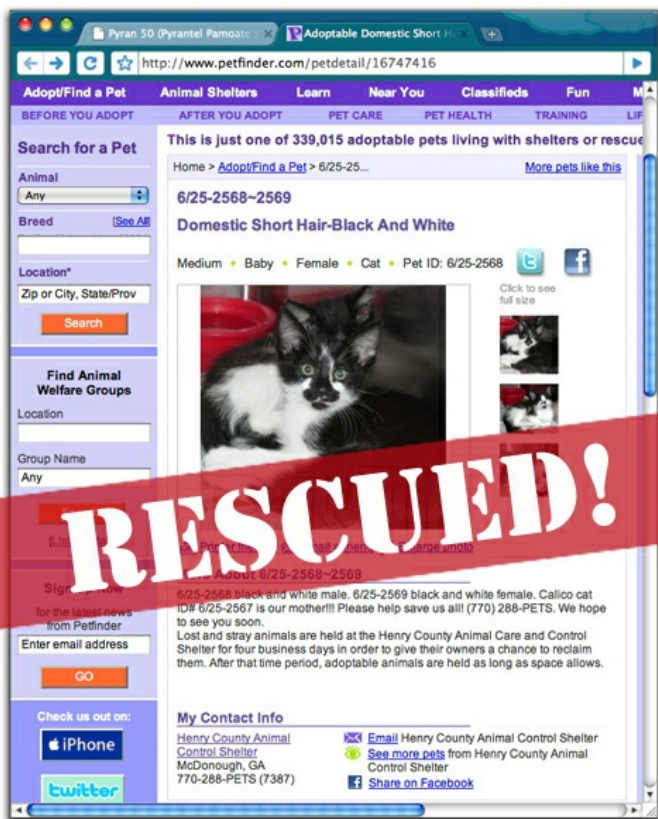 Pyran 50 (Pyrantel Pamoate
Adoptable Domestic Short H
http://www.petfinder.com/petdetail/16747416
Adopt/Find a Pet Animal Shelters Learn Near You Classifieds Fun M
BEFORE YOU ADOPT AFTER YOU ADOPT PET CARE PET HEALTH TRAINING LIF
Search for a Pet
Animal
Any
Breed [See All
Location*
Zip or City, State/Prov
Search
Find Animal
Welfare Groups
Location
Group Name
Any
Sign Up Now
for the latest news
from Petfinder
Enter email address
GO
Check us out on:
iPhone
twitter
This is just one of 339,015 adoptable pets living with shelters or rescue
Home > Adopt/Find a Pet > 6/25-25...
More pets like this
6/25-2568~2569
Domestic Short Hair-Black And White
Medium • Baby • Female • Cat • Pet ID: 6/25-2568
Click to see
full size
RESCUED!
Enlarge photo
About 6/25-2568~2569
6/25-2568 black and white male. 6/25-2569 black and white female. Calico cat
ID# 6/25-2567 is our mother!!! Please help save us all! (770) 288-PETS. We hope
to see you soon.
Lost and stray animals are held at the Henry County Animal Care and Control
Shelter for four business days in order to give their owners a chance to reclaim
them. After that time period, adoptable animals are held as long as space allows.
My Contact Info
Henry County Animal
Control Shelter
McDonough, GA
770-288-PETS (7387)
Email Henry County Animal Control Shelter
See more pets from Henry County Animal
Control Shelter
Share on Facebook